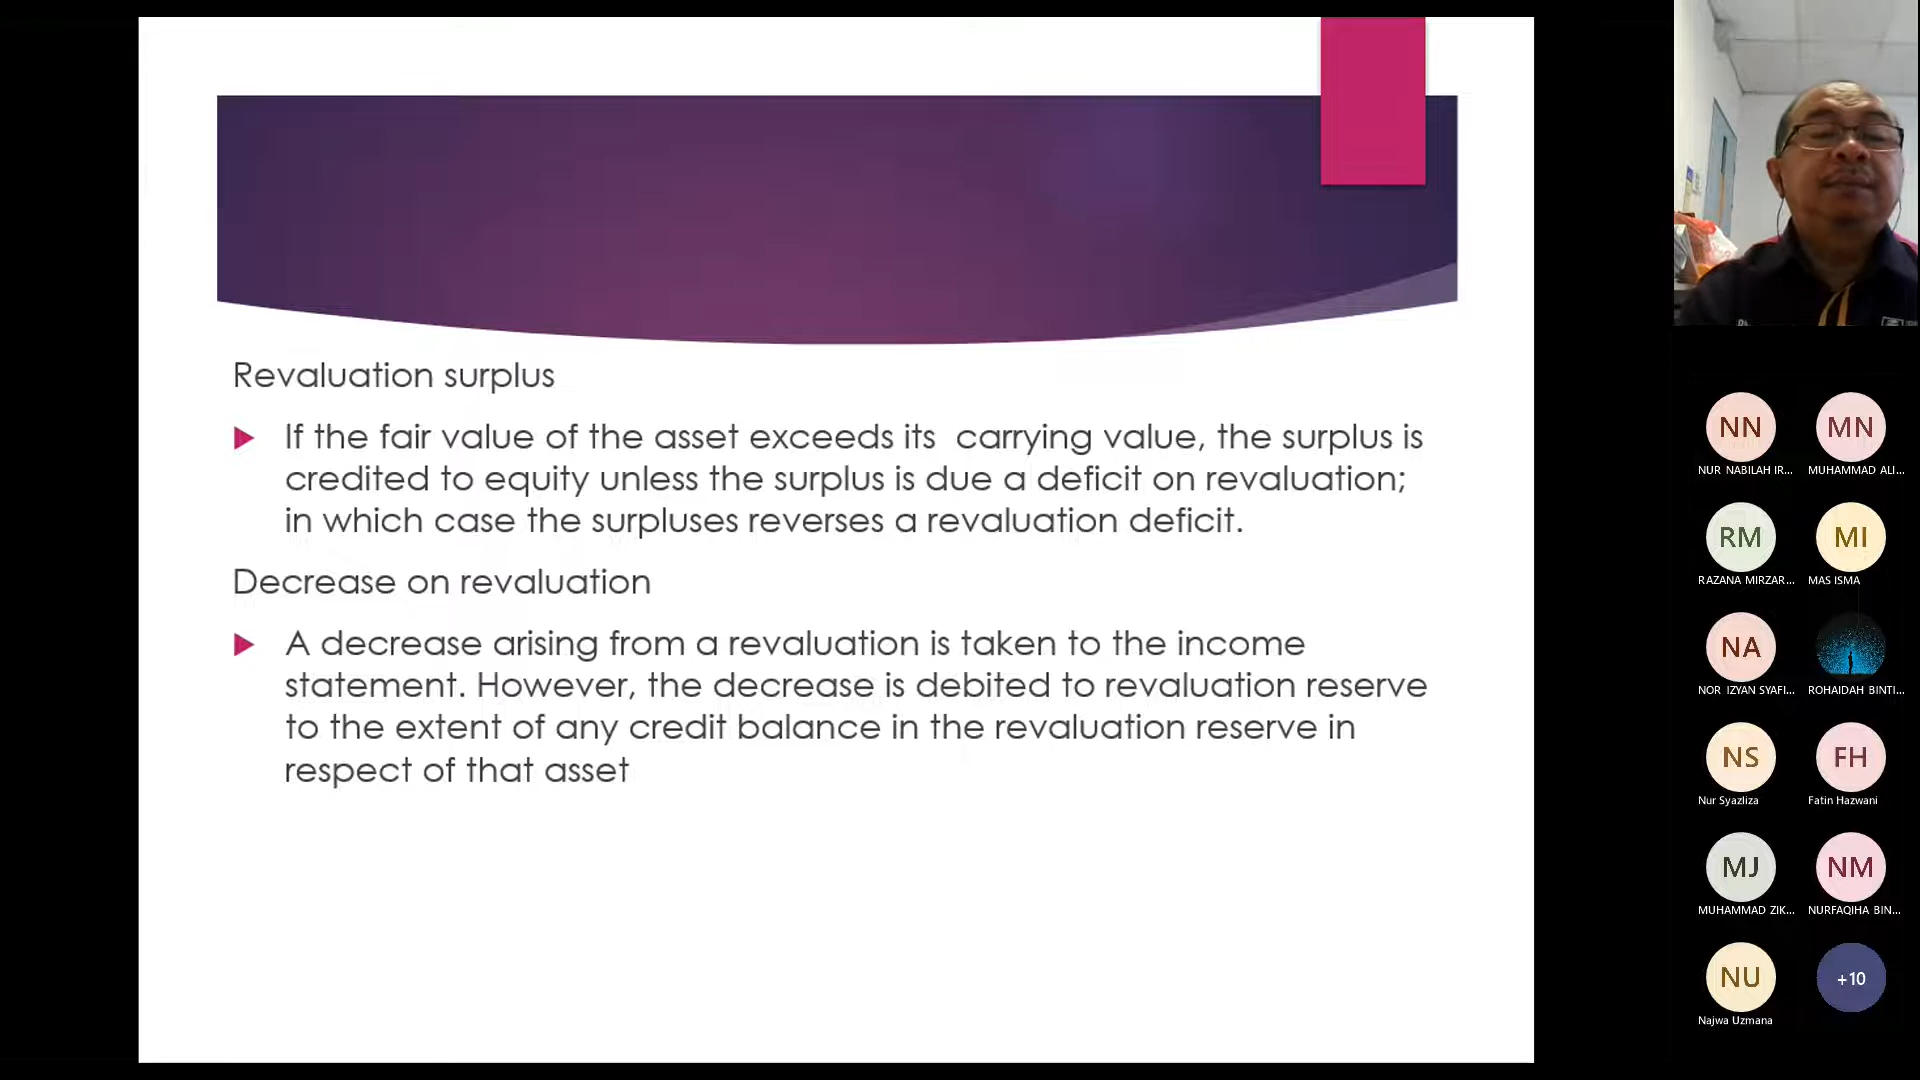 Revaluation surplus
If the fair value of the asset exceeds its carrying value, the surplus is
credited to equity unless the surplus is due a deficit on revaluation;
in which case the surpluses reverses a revaluation deficit.
Decrease on revaluation
A decrease arising from a revaluation is taken to the income
statement. However, the decrease is debited to revaluation reserve
to the extent of any credit balance in the revaluation reserve in
respect of that asset
NN MN
NUR NABILAH IR... MUHAMMAD ALI...
RM MI
RAZANA MIRZAR... MAS ISMA
NA
NOR IZYAN SYAFI... ROHAIDAH BINTI...
NS FH
Nur Syazliza Fatin Hazwani
MJ NM
MUHAMMAD ZIK... NURFAQIHA BIN...
NU +10
Najwa Uzmana